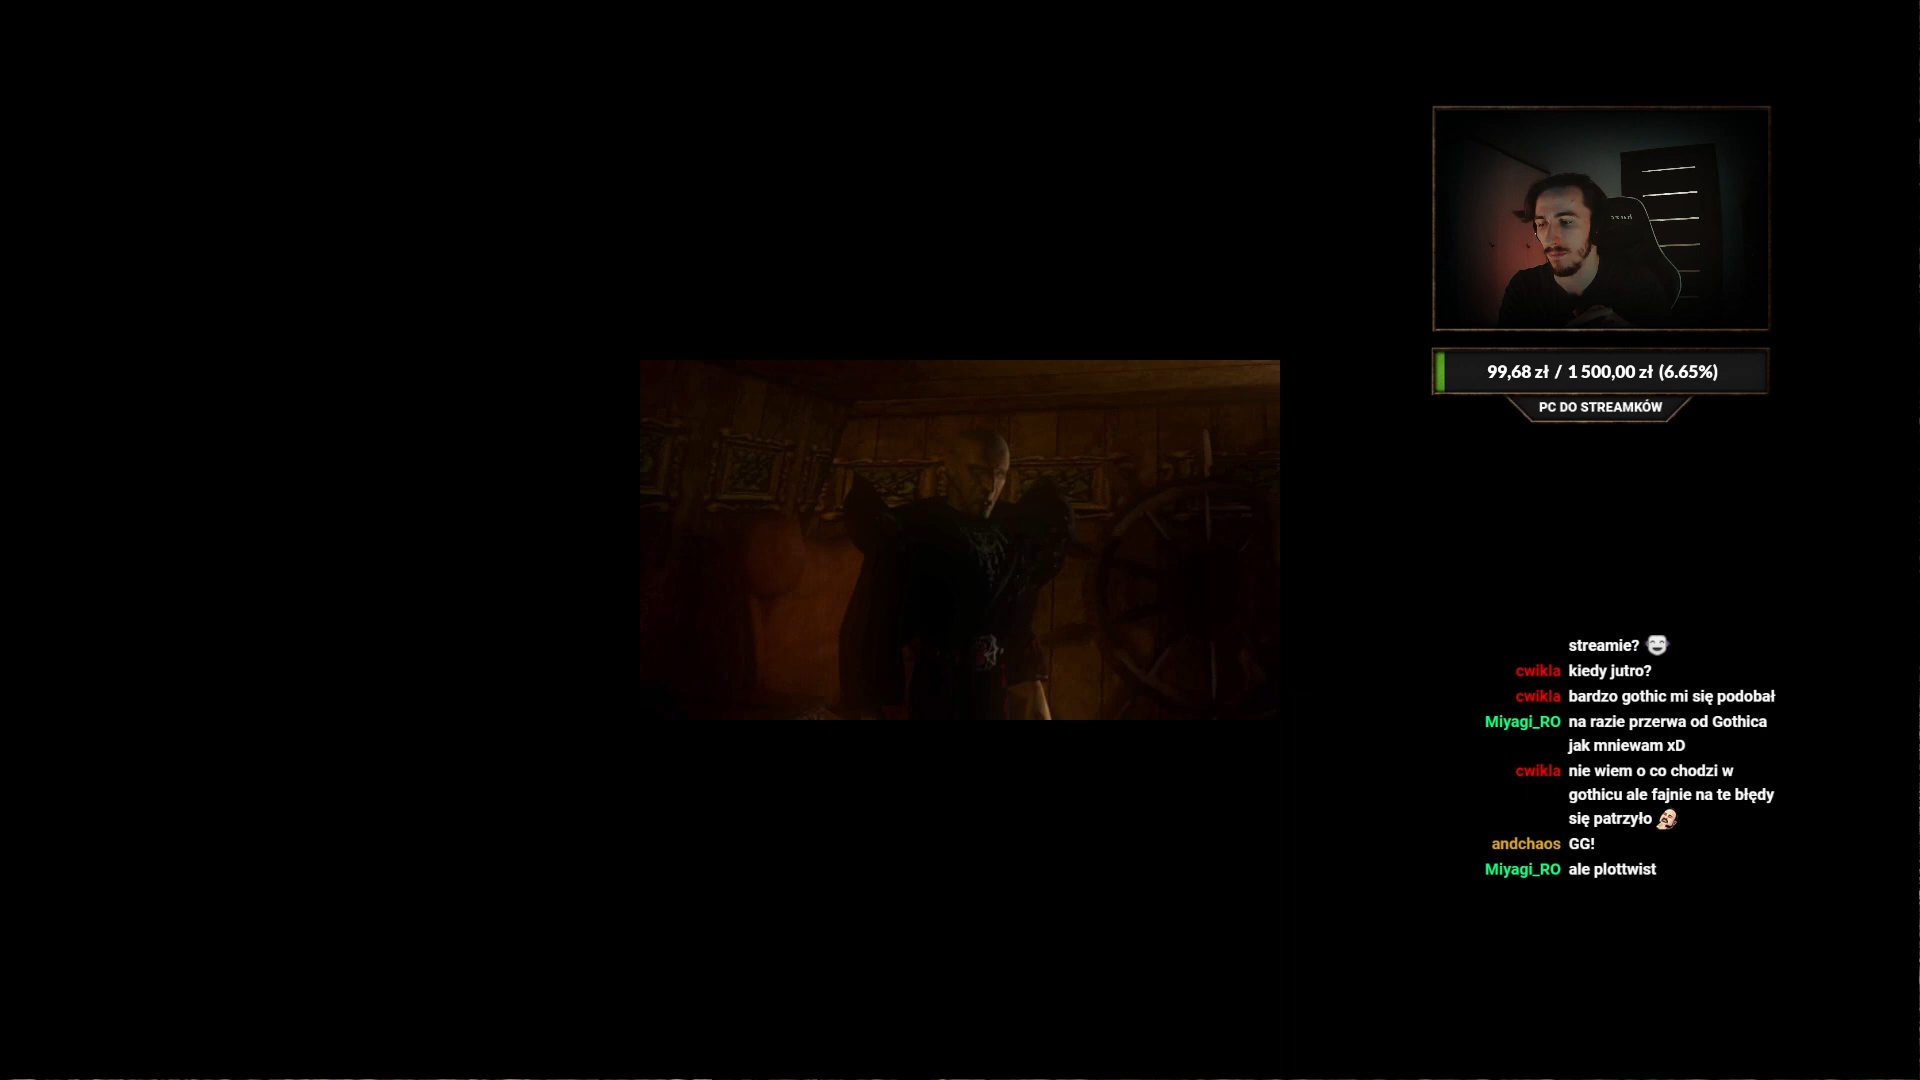 99,68 zł / 1 500,00 zł (6.65%)
PC DO STREAMKÓW
streamie?
cwikla kiedy jutro?
cwikla bardzo gothic mi się podobał
Miyagi_RO na razie przerwa od Gothica
jak mniewam xD
cwikla nie wiem o co chodzi w
gothicu ale fajnie na te błędy
się patrzyło
andchaos GG!
Miyagi_RO ale plottwist